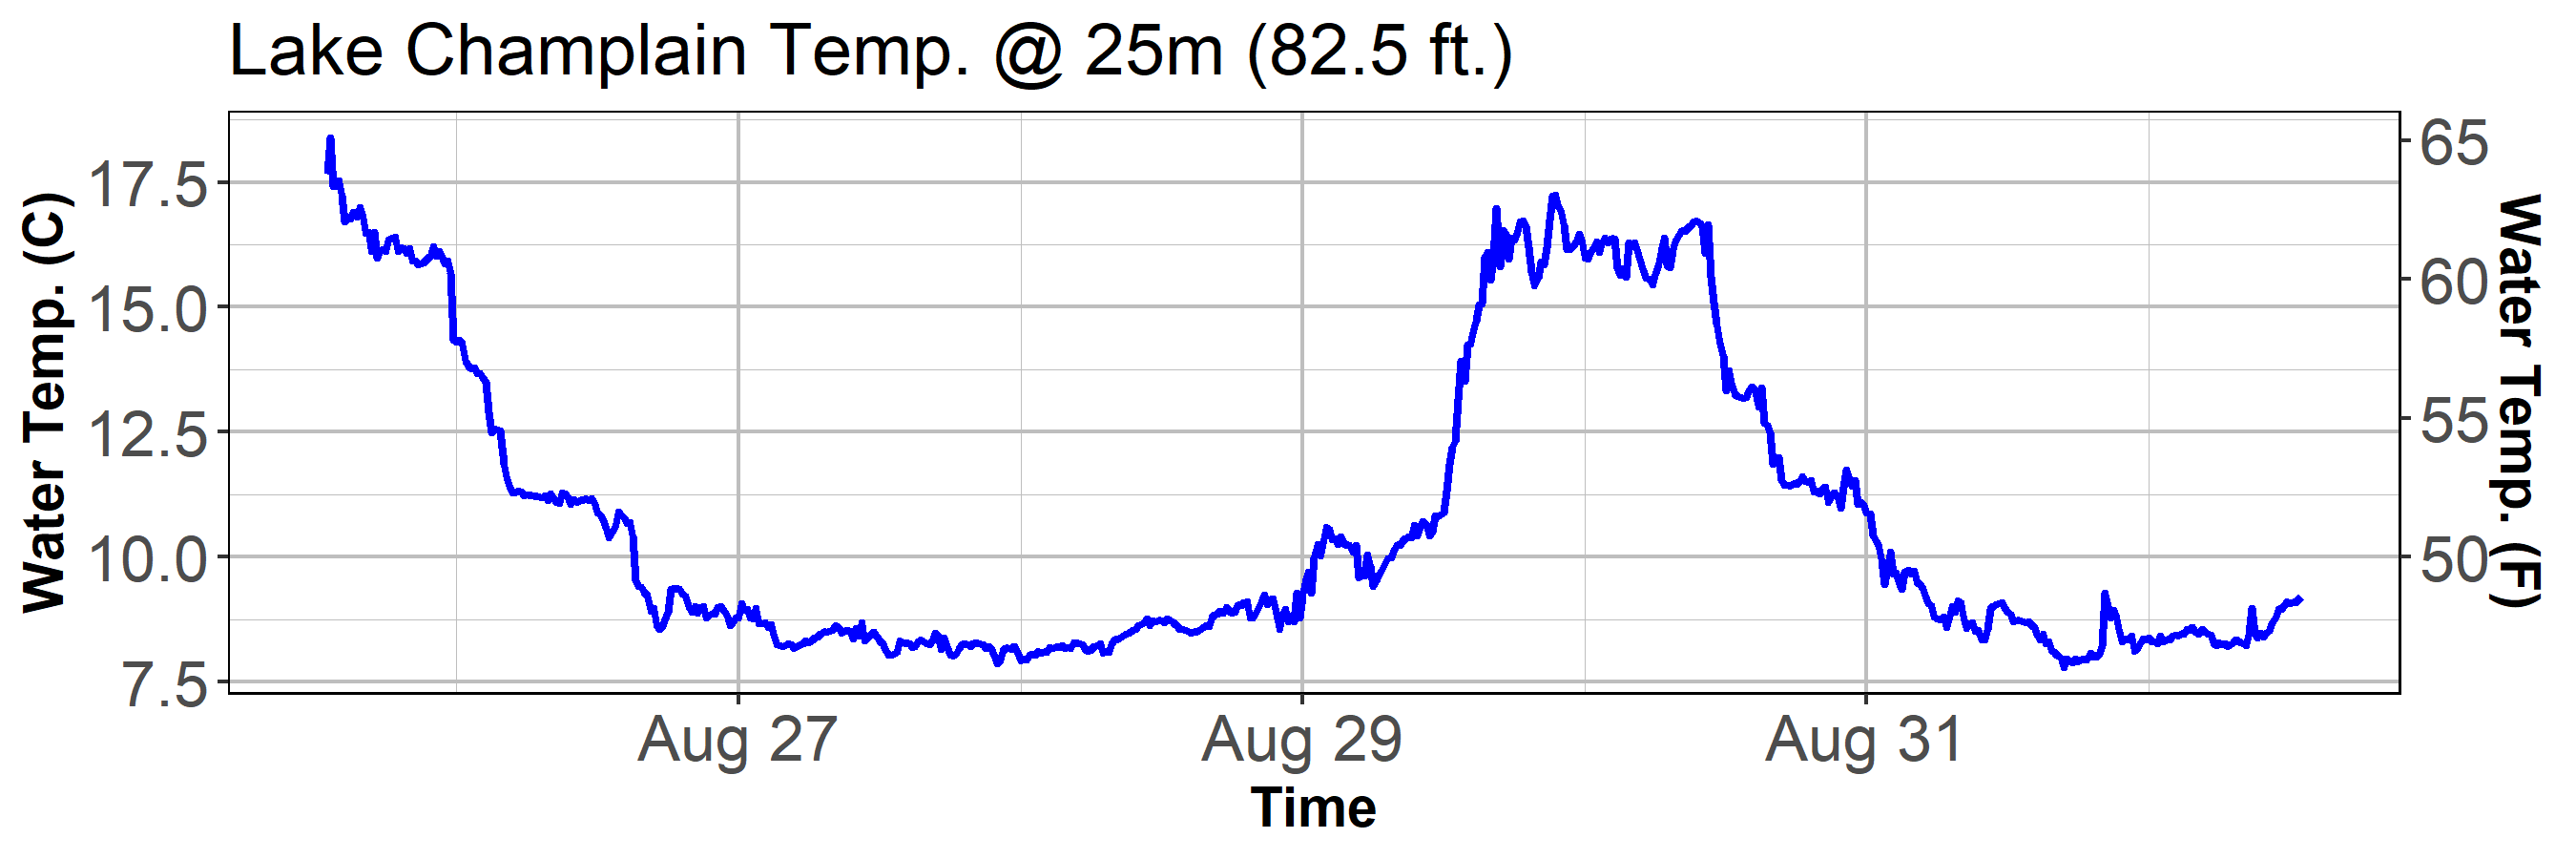 Lake Champlain Temp. @ 25m (82.5 ft.)
Water Temp. (C)
17.5
15.0
12.5
10.0
7.5
65
60
55
50
Water Temp. (F)
Aug 27
Aug 29
Aug 31
Time